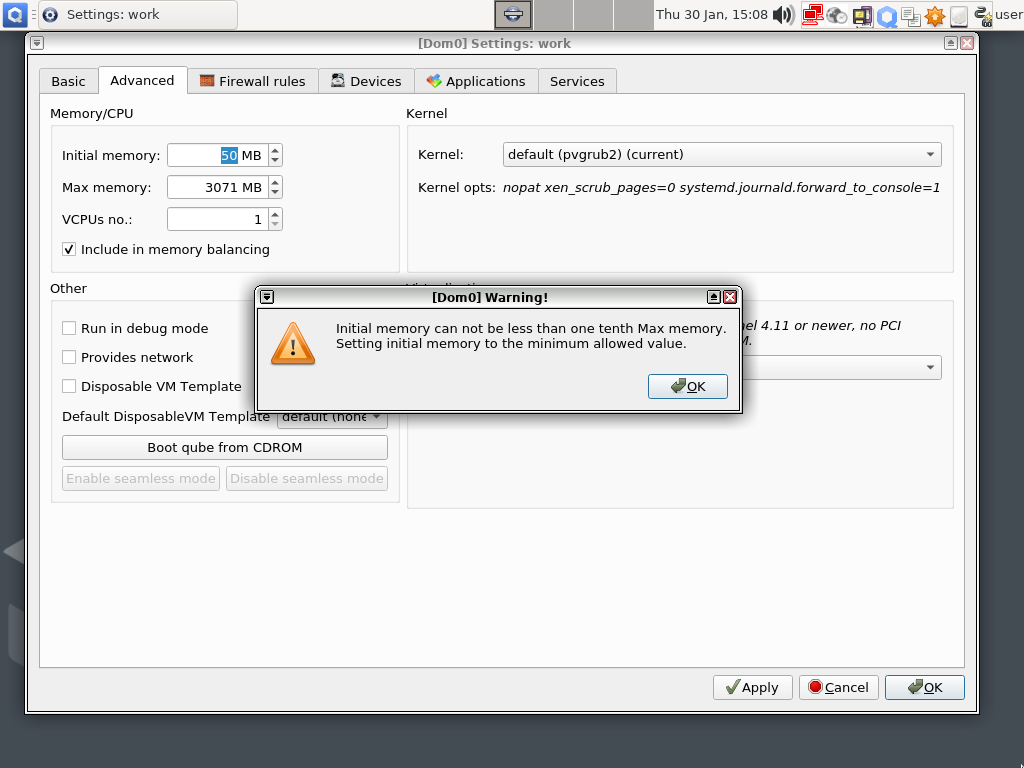 Settings: work
Thu 30 Jan, 15:08
user
[Dom0] Settings: work
Basic
Advanced
Firewall rules
Devices
Applications
Services
Memory/CPU
Initial memory: 50 MB
Max memory: 3071 MB
VCPUs no.: 1
Include in memory balancing
Kernel
Kernel: default (pvgrub2) (current)
Kernel opts: nopat xen_scrub_pages=0 systemd.journald.forward_to_console=1
Other
Run in debug mode
Provides network
Disposable VM Template
Default DisposableVM Template default (none
Boot qube from CDROM
Enable seamless mode
Disable seamless mode
4.11 or newer, no PCI
[Dom0] Warning!
Initial memory can not be less than one tenth Max memory.
Setting initial memory to the minimum allowed value.
OK
Apply
Cancel
OK